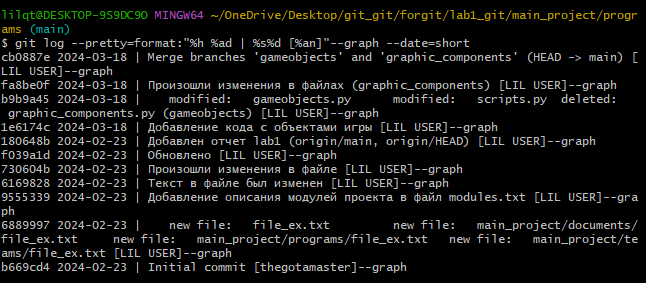 lilqt@DESKTOP-9S9DC9O MINGW64 ~/OneDrive/Desktop/git_git/forgit/lab1_git/main_project/progr
ams (main)
$ git log --pretty=format:"%h %ad | %s%d [%an]"--graph --date=short
cb0887e 2024-03-18 | Merge branches 'gameobjects' and 'graphic_components' (HEAD -> main) [
LIL USER]--graph
fa8be0f 2024-03-18 | Произошли изменения в файлах (graphic_components) [LIL USER]--graph
b9b9a45 2024-03-18 |    modified:   gameobjects.py      modified:   scripts.py  deleted:
 graphic_components.py (gameobjects) [LIL USER]--graph
1e6174c 2024-03-18 | Добавление кода с объектами игры [LIL USER]--graph
180648b 2024-02-23 | Добавлен отчет lab1 (origin/main, origin/HEAD) [LIL USER]--graph
f039a1d 2024-02-23 | Обновлено [LIL USER]--graph
730604b 2024-02-23 | Произошли изменения в файле [LIL USER]--graph
6169828 2024-02-23 | Текст в файле был изменен [LIL USER]--graph
9555339 2024-02-23 | Добавление описания модулей проекта в файл modules.txt [LIL USER]--gra
ph
6889997 2024-02-23 |    new file:   file_ex.txt         new file:   main_project/documents/
file_ex.txt     new file:   main_project/programs/file_ex.txt   new file:   main_project/te
ams/file_ex.txt [LIL USER]--graph
b669cd4 2024-02-23 | Initial commit [thegotamaster]--graph